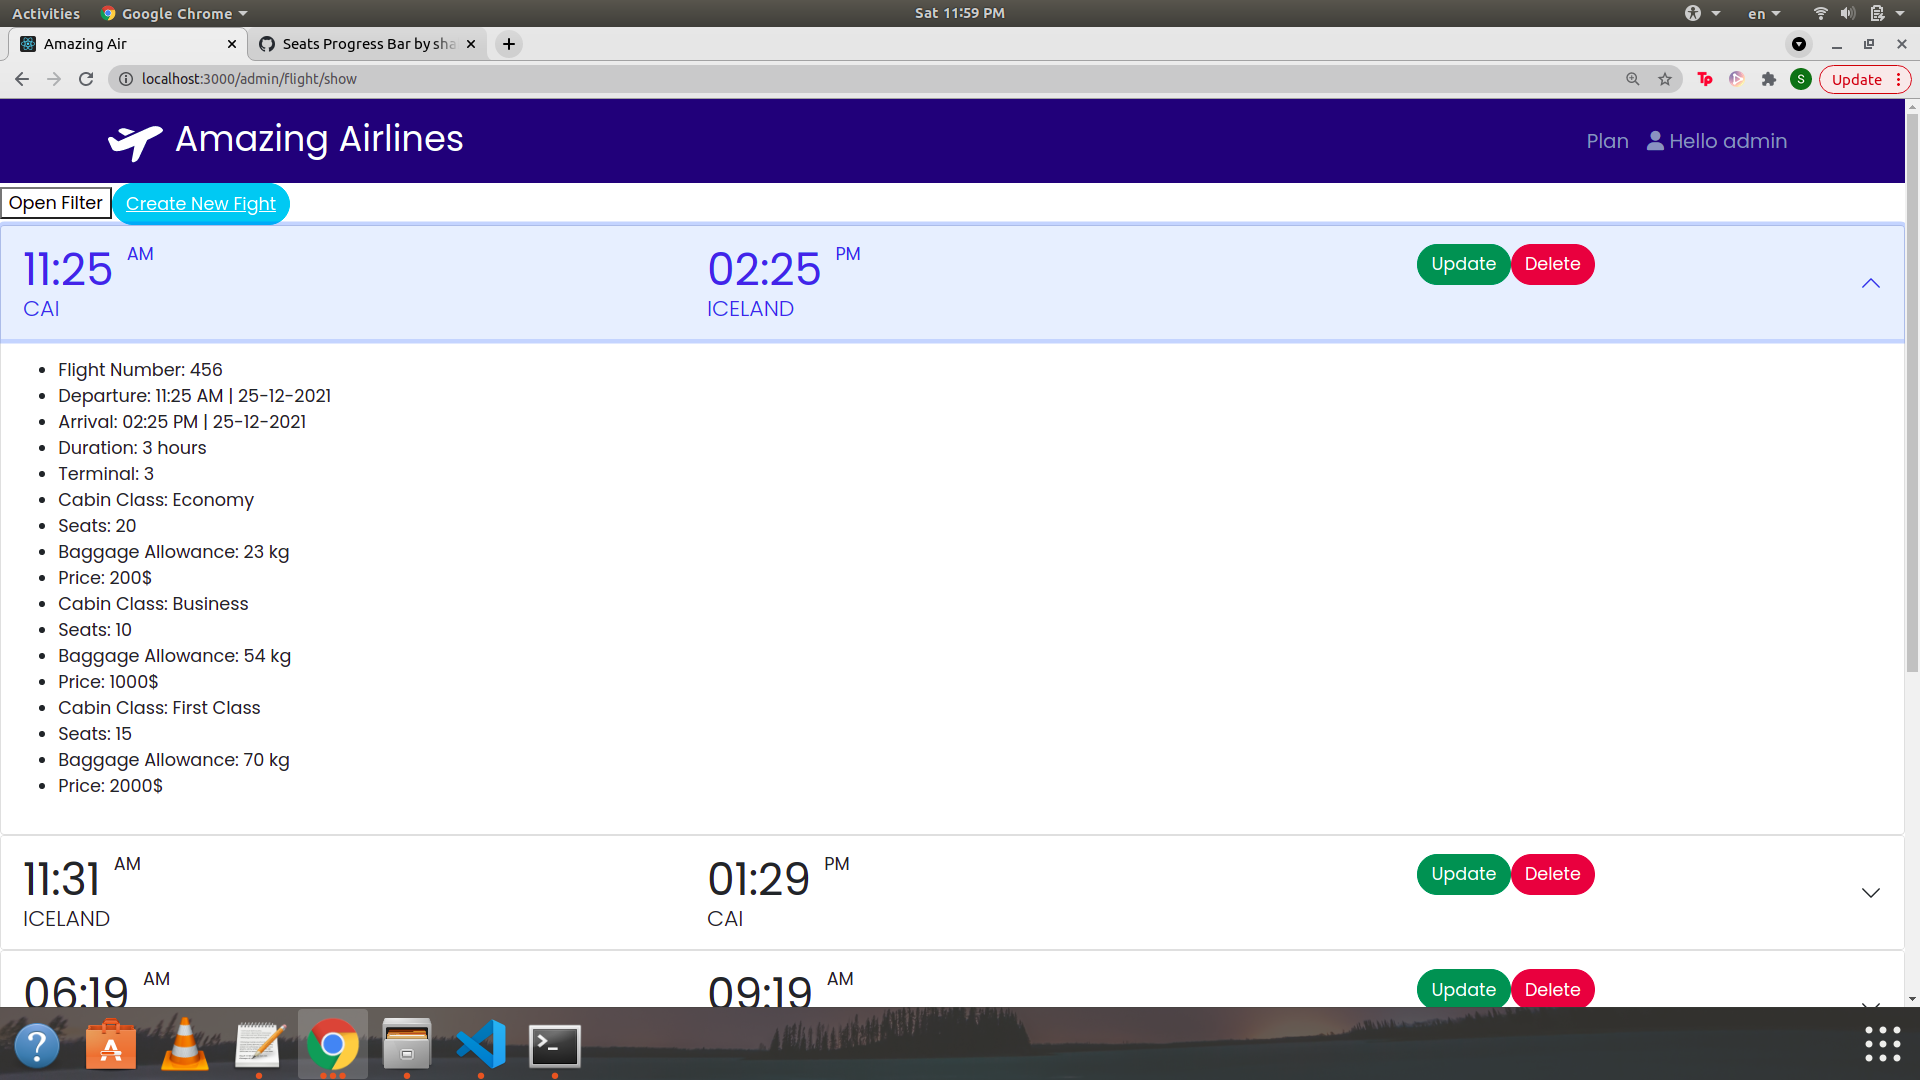 Activities Google Chrome Sat 11:59 PM en
Amazing Air Seats Progress Bar by sha
localhost:3000/admin/flight/show Tp S Update
Amazing Airlines Plan Hello admin
Open Filter Create New Fight
11:25 AM 02:25 PM Update Delete
CAI ICELAND
Flight Number: 456
Departure: 11:25 AM | 25-12-2021
Arrival: 02:25 PM | 25-12-2021
Duration: 3 hours
Terminal: 3
Cabin Class: Economy
Seats: 20
Baggage Allowance: 23 kg
Price: 200$
Cabin Class: Business
Seats: 10
Baggage Allowance: 54 kg
Price: 1000$
Cabin Class: First Class
Seats: 15
Baggage Allowance: 70 kg
Price: 2000$
11:31 AM 01:29 PM Update Delete
ICELAND CAI
06:19 AM 09:19 AM Update Delete